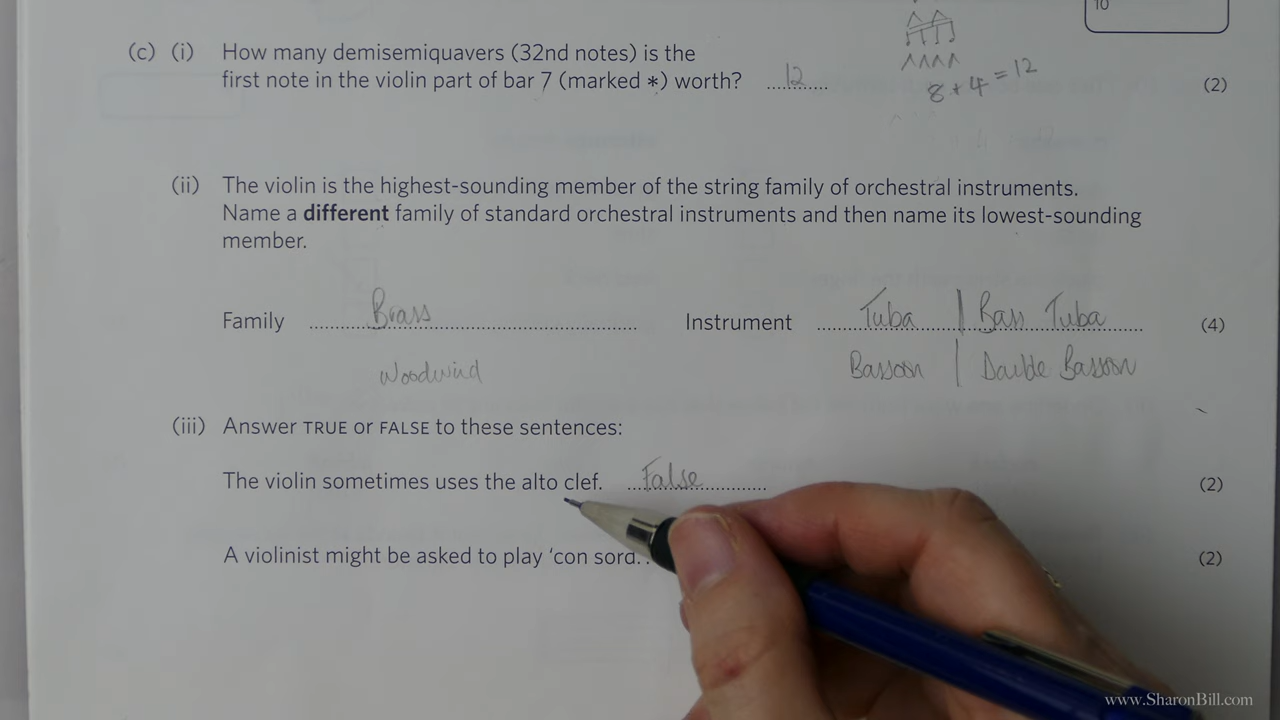 10
(c) (i) How many demisemiquavers (32nd notes) is the
first note in the violin part of bar 7 (marked *) worth? 12 (2)
8 + 4 = 12
(ii) The violin is the highest-sounding member of the string family of orchestral instruments.
Name a different family of standard orchestral instruments and then name its lowest-sounding
member.
Family Brass Instrument Tuba | Bass Tuba (4)
Woodwind Bassoon | Double Bassoon
(iii) Answer TRUE or FALSE to these sentences:
The violin sometimes uses the alto clef. False (2)
A violinist might be asked to play 'con sord. (2)
www.SharonBill.com